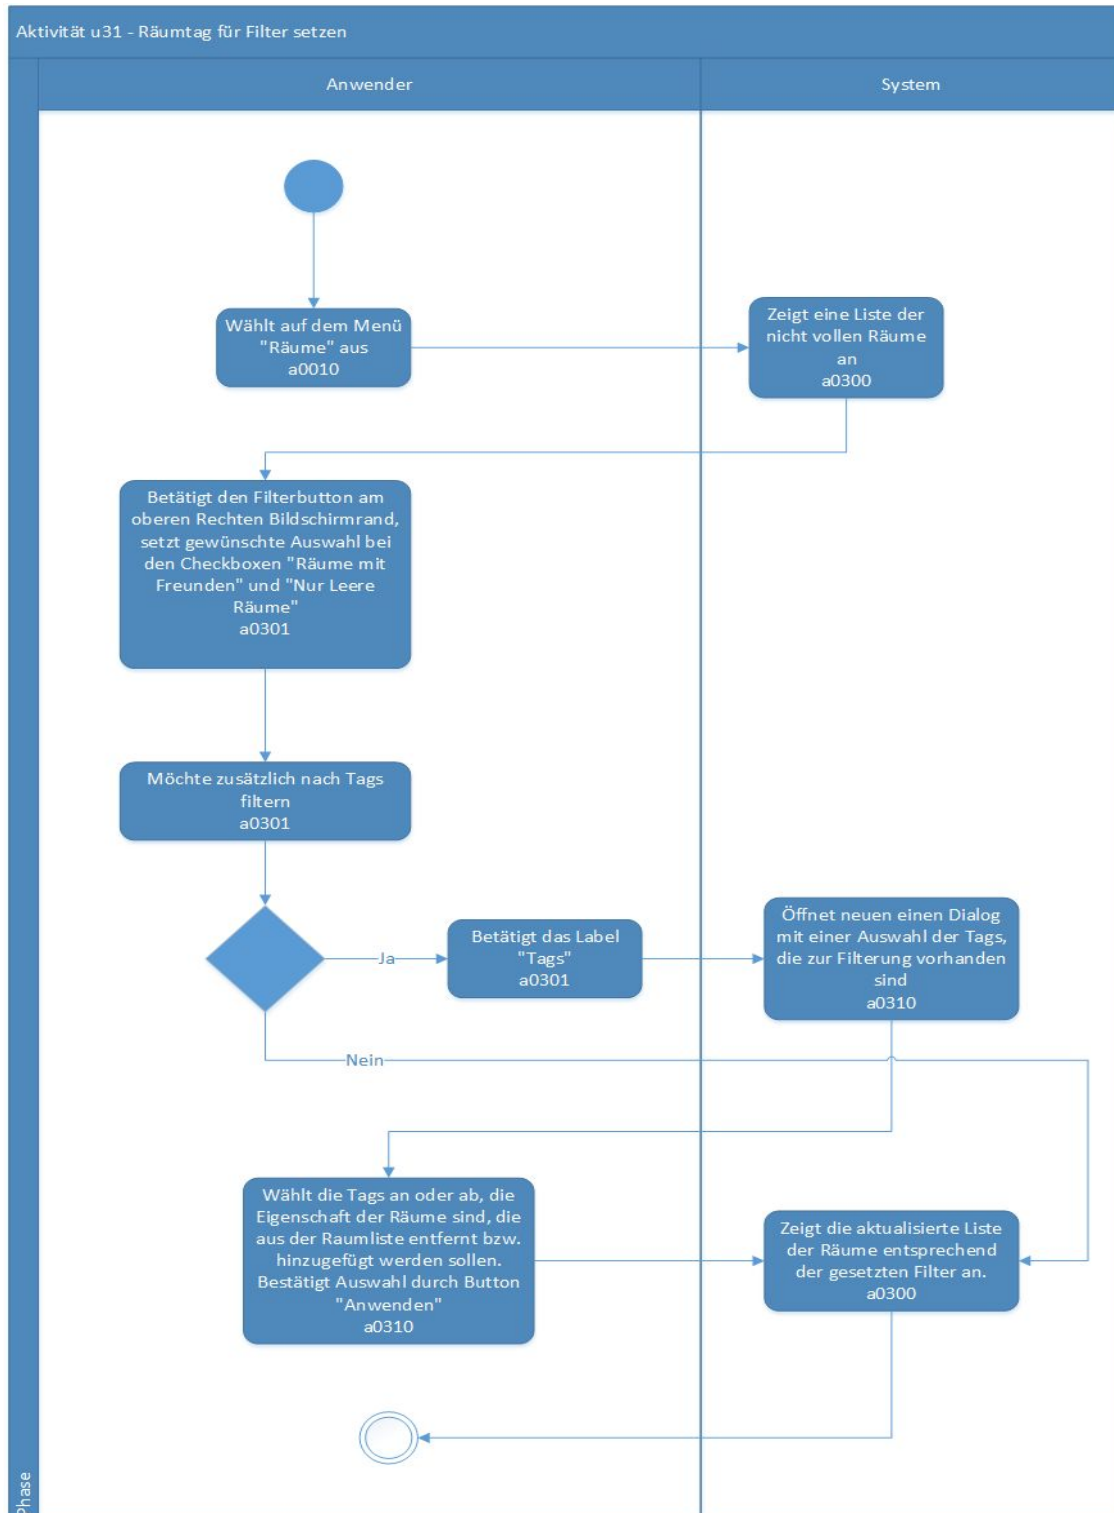 Aktivität u31 - Räumtag für Filter setzen
Anwender
System
Wählt auf dem Menü
"Räume" aus
a0010
Zeigt eine Liste der
nicht vollen Räume
an
a0300
Betätigt den Filterbutton am
oberen Rechten Bildschirmrand,
setzt gewünschte Auswahl bei
den Checkboxen "Räume mit
Freunden" und "Nur Leere
Räume"
a0301
Möchte zusätzlich nach Tags
filtern
a0301
Ja
Betätigt das Label
"Tags"
a0301
Öffnet neuen einen Dialog
mit einer Auswahl der Tags,
die zur Filterung vorhanden
sind
a0310
Nein
Wählt die Tags an oder ab, die
Eigenschaft der Räume sind, die
aus der Raumliste entfernt bzw.
hinzugefügt werden sollen.
Bestätigt Auswahl durch Button
"Anwenden"
a0310
Zeigt die aktualisierte Liste
der Räume entsprechend
der gesetzten Filter an.
a0300
Phase